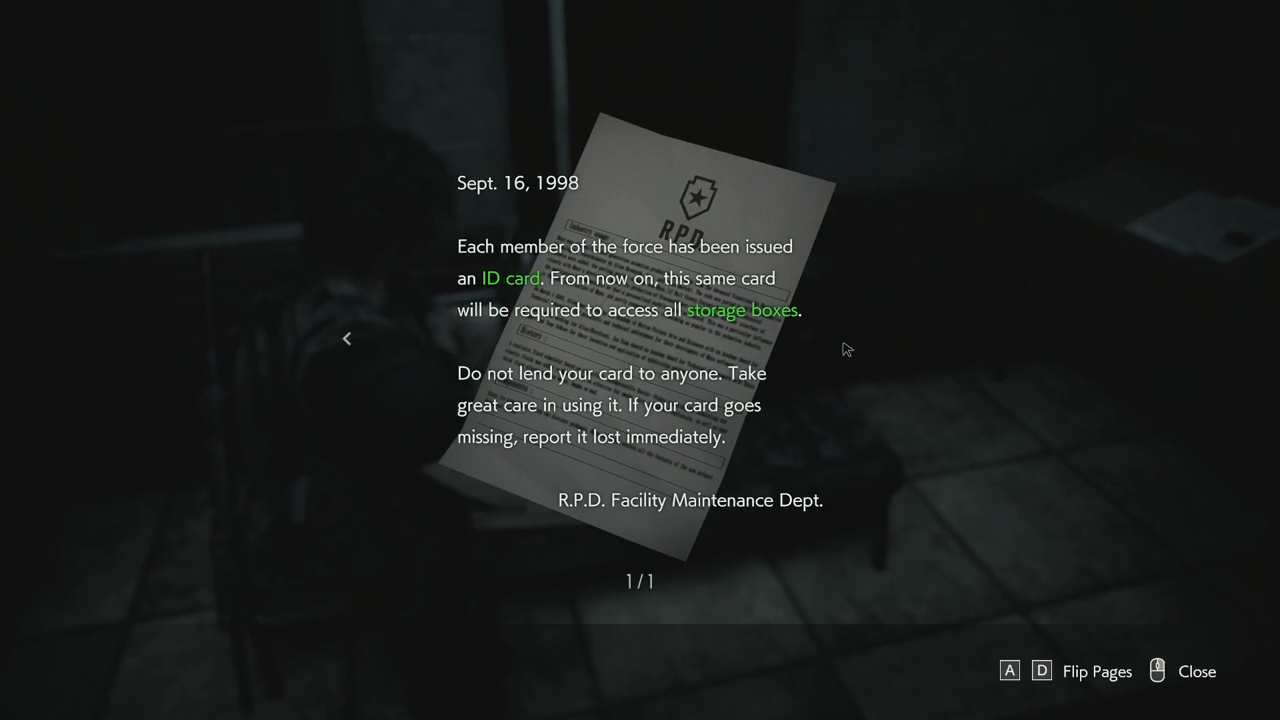 Sept. 16, 1998
Each member of the force has been issued
an ID card. From now on, this same card
will be required to access all storage boxes.
Do not lend your card to anyone. Take
great care in using it. If your card goes
missing, report it lost immediately.
R.P.D. Facility Maintenance Dept.
1/1
R.P.D.
A D Flip Pages Close